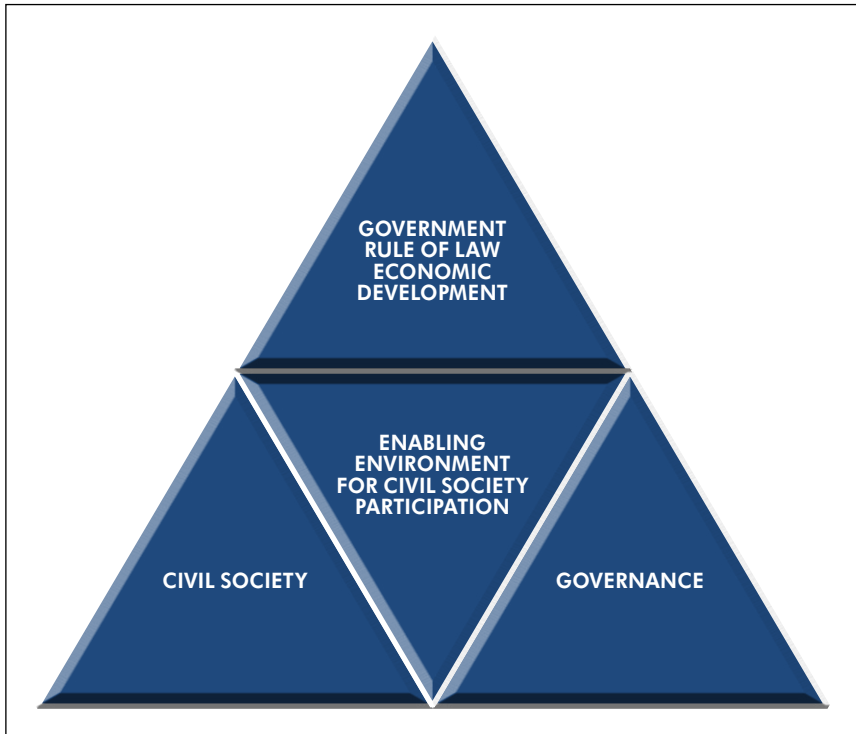 GOVERNMENT
RULE OF LAW
ECONOMIC
DEVELOPMENT
ENABLING
ENVIRONMENT
FOR CIVIL SOCIETY
PARTICIPATION
CIVIL SOCIETY
GOVERNANCE